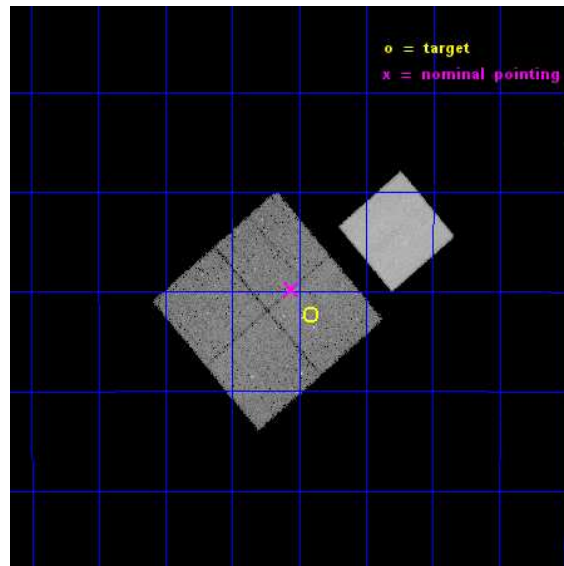 o = target
x = nominal pointing